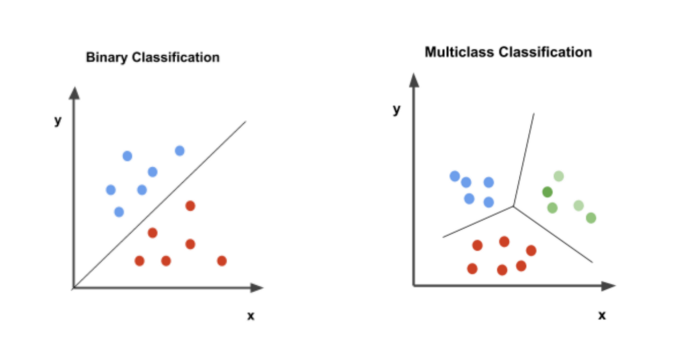 Binary Classification
y
x
Multiclass Classification
y
x